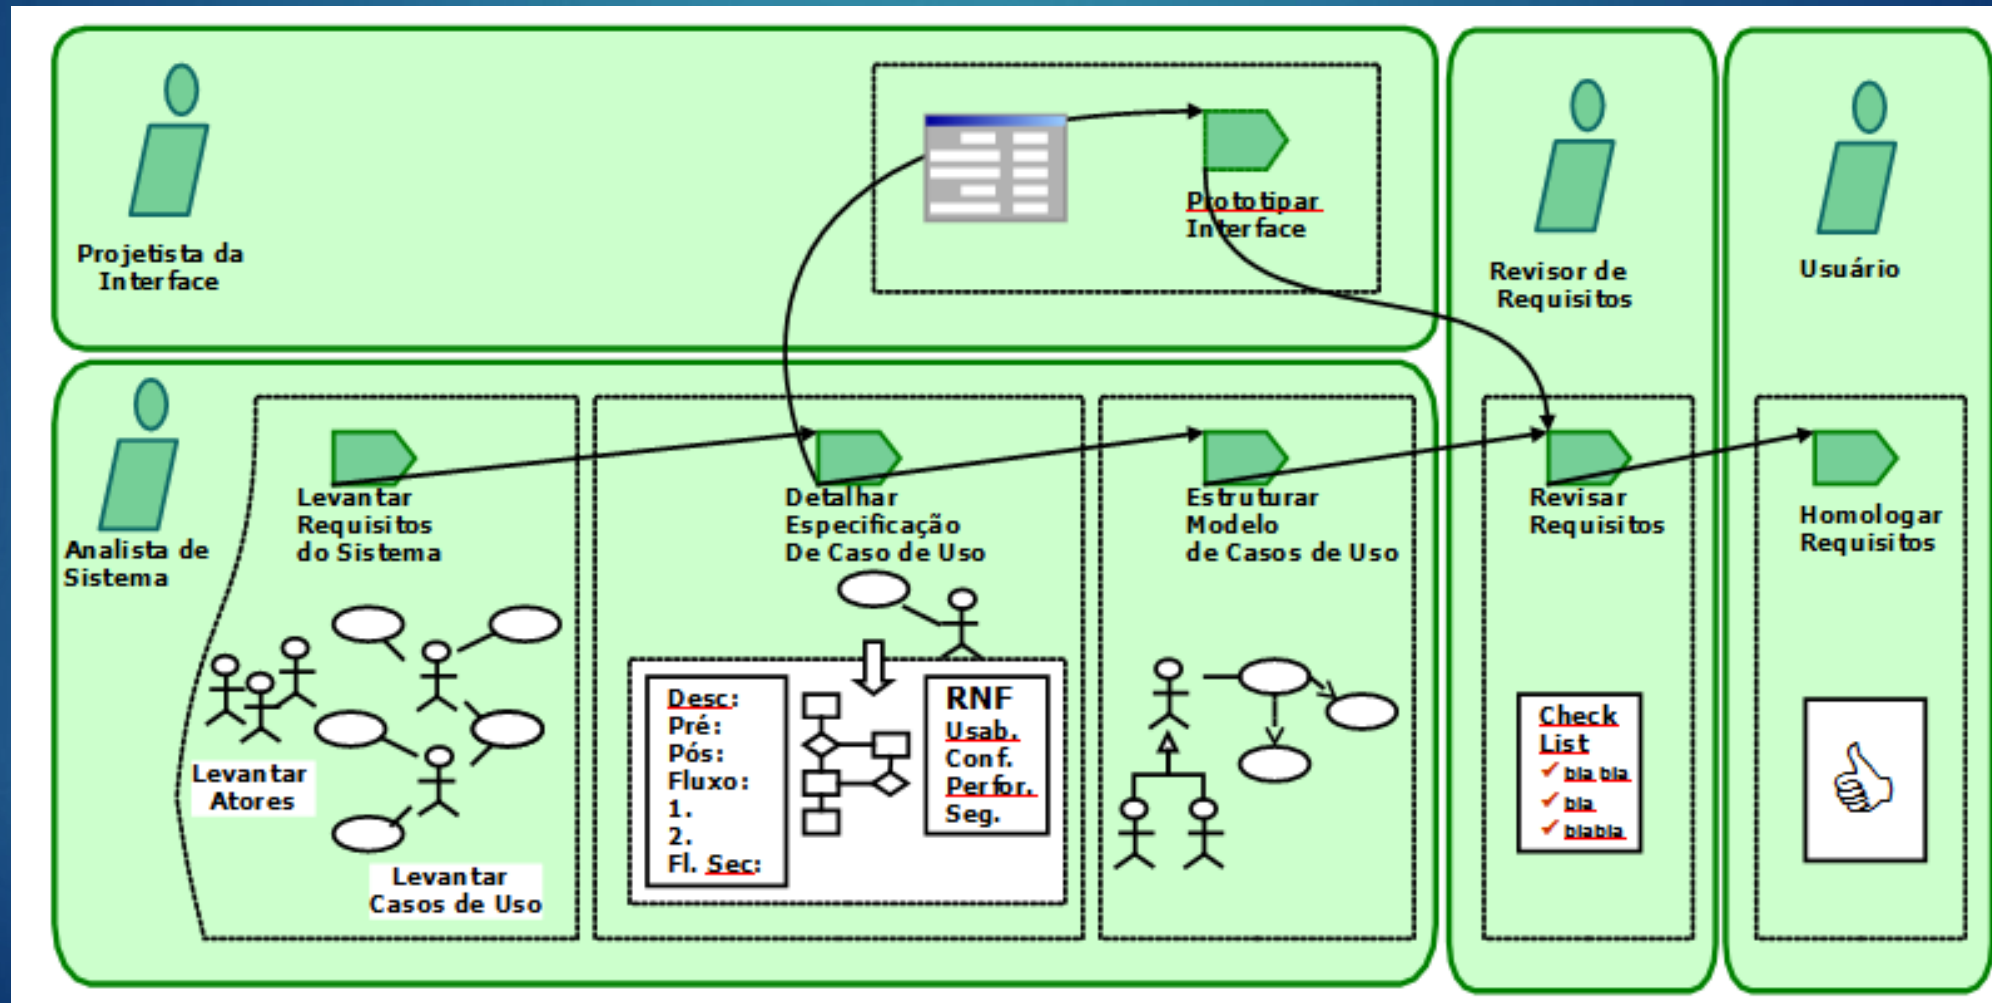 Projetista da
Interface
Prototipar
Interface
Revisor de
Requisitos
Usuário
Analista de
Sistema
Levantar
Requisitos
do Sistema
Levantar
Atores
Levantar
Casos de Uso
Detalhar
Especificação
De Caso de Uso
Desc:
Pré:
Pós:
Fluxo:
1.
2.
Fl. Sec:
RNF
Usab.
Conf.
Perfor.
Seg.
Estruturar
Modelo
de Casos de Uso
Revisar
Requisitos
Check
List
✓ bla bla
✓ bla
✓ blabla
Homologar
Requisitos